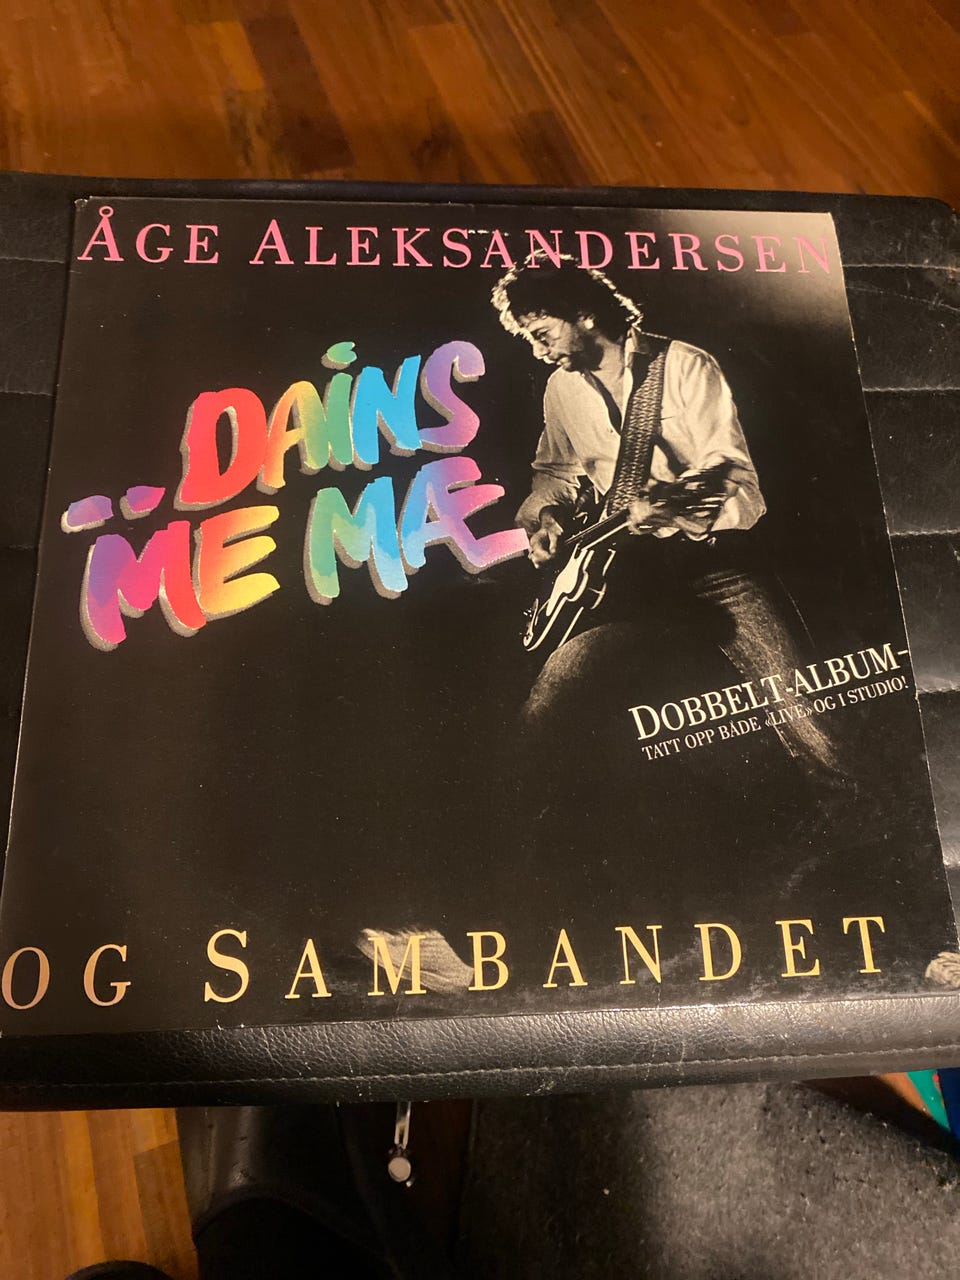 ÅGE ALEKSANDERSEN
..DAINS
ME MÆ
DOBBELT-ALBUM-
TATT OPP BÅDE «LIVE» OG I STUDIO!
OG SAMBANDET